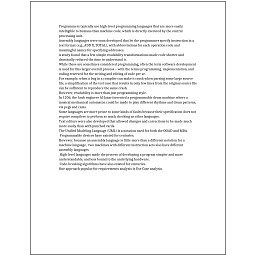 Programmers typically use high-level programming languages that are more easily
intelligible to humans than machine code, which is directly executed by the central
processing unit.
Assembly languages were soon developed that let the programmer specify instruction in a
text format (e.g., ADD X, TOTAL), with abbreviations for each operation code and
meaningful names for specifying addresses.
A study found that a few simple readability transformations made code shorter and
drastically reduced the time to understand it.
While these are sometimes considered programming, often the term software development
is used for this larger overall process – with the terms programming, implementation, and
coding reserved for the writing and editing of code per se.
For example, when a bug in a compiler can make it crash when parsing some large source
file, a simplification of the test case that results in only few lines from the original source file
can be sufficient to reproduce the same crash.
However, readability is more than just programming style.
In 1206, the Arab engineer Al-Jazari invented a programmable drum machine where a
musical mechanical automaton could be made to play different rhythms and drum patterns,
via pegs and cams.
Some languages are more prone to some kinds of faults because their specification does not
require compilers to perform as much checking as other languages.
Text editors were also developed that allowed changes and corrections to be made much
more easily than with punched cards.
The Unified Modeling Language (UML) is a notation used for both the OOAD and MDA.
Programmable devices have existed for centuries.
However, because an assembly language is little more than a different notation for a
machine language, two machines with different instruction sets also have different
assembly languages.
High-level languages made the process of developing a program simpler and more
understandable, and less bound to the underlying hardware.
Code-breaking algorithms have also existed for centuries.
One approach popular for requirements analysis is Use Case analysis.